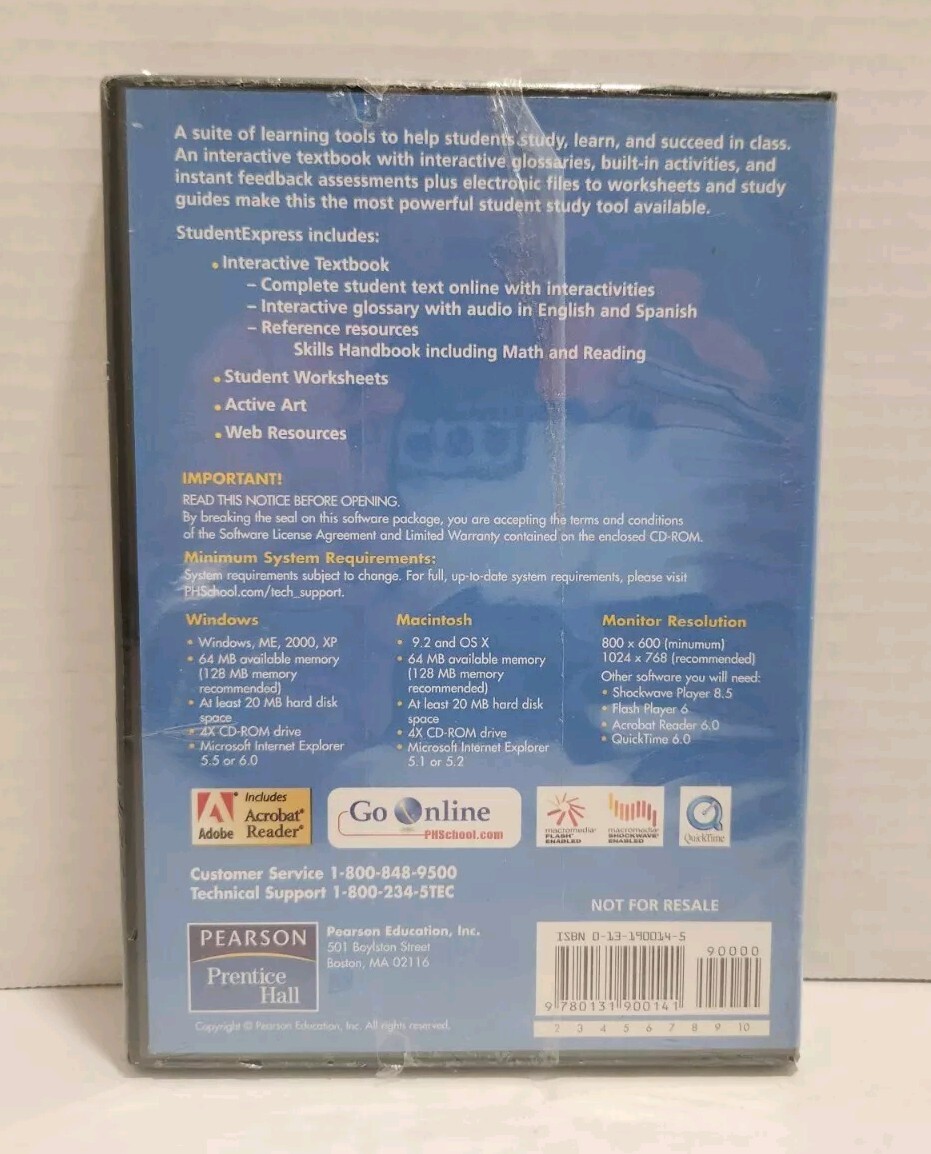 A suite of learning tools to help students study, learn, and succeed in class.
An interactive textbook with interactive glossaries, built-in activities, and
instant feedback assessments plus electronic files to worksheets and study
guides make this the most powerful student study tool available.
StudentExpress includes:
• Interactive Textbook
– Complete student text online with interactivities
– Interactive glossary with audio in English and Spanish
– Reference resources
Skills Handbook including Math and Reading
• Student Worksheets
• Active Art
• Web Resources
IMPORTANT!
READ THIS NOTICE BEFORE OPENING.
By breaking the seal on this software package, you are accepting the terms and conditions
of the Software License Agreement and Limited Warranty contained on the enclosed CD-ROM.
Minimum System Requirements:
System requirements subject to change. For full, up-to-date system requirements, please visit
PHSchool.com/tech_support.
Windows
• Windows, ME, 2000, XP
• 64 MB available memory
(128 MB memory
recommended)
• At least 20 MB hard disk
space
• 4X CD-ROM drive
• Microsoft Internet Explorer
5.5 or 6.0
Macintosh
• 9.2 and OS X
• 64 MB available memory
(128 MB memory
recommended)
• At least 20 MB hard disk
space
• 4X CD-ROM drive
• Microsoft Internet Explorer
5.1 or 5.2
Monitor Resolution
800 x 600 (minumum)
1024 x 768 (recommended)
Other software you will need:
• Shockwave Player 8.5
• Flash Player 6
• Acrobat Reader 6.0
• QuickTime 6.0
Adobe
Includes
Acrobat®
Reader®
Go Online
PHSchool.com
macromedia®
FLASH™
ENABLED
macromedia®
SHOCKWAVE®
ENABLED
QuickTime
Customer Service 1-800-848-9500
Technical Support 1-800-234-5TEC
NOT FOR RESALE
PEARSON
Prentice
Hall
Pearson Education, Inc.
501 Boylston Street
Boston, MA 02116
ISBN 0-13-190014-5
90000
9 780131 900141
2 3 4 5 6 7 8 9 10
Copyright © Pearson Education, Inc. All rights reserved.